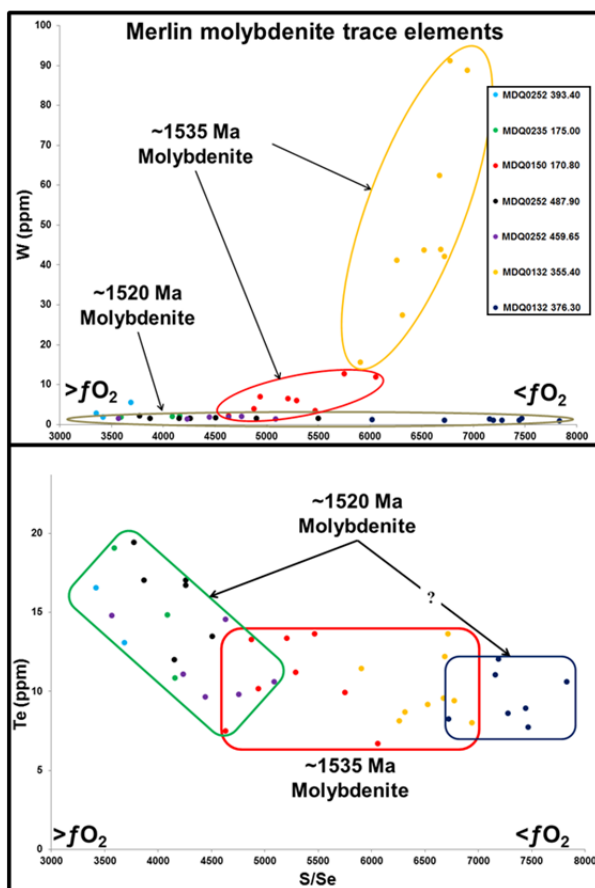 Merlin molybdenite trace elements
100
90
80
70
60
50
40
30
20
10
0
W (ppm)
~1535 Ma
Molybdenite
~1520 Ma
Molybdenite
MDQ0252 393.40
MDQ0235 175.00
MDQ0150 170.80
MDQ0252 487.90
MDQ0252 459.65
MDQ0132 355.40
MDQ0132 376.30
>ƒO₂
<ƒO₂
3000 3500 4000 4500 5000 5500 6000 6500 7000 7500 8000
20
15
10
5
0
Te (ppm)
~1520 Ma
Molybdenite
?
~1535 Ma
Molybdenite
>ƒO₂
<ƒO₂
3000 3500 4000 4500 5000 5500 6000 6500 7000 7500 8000
S/Se